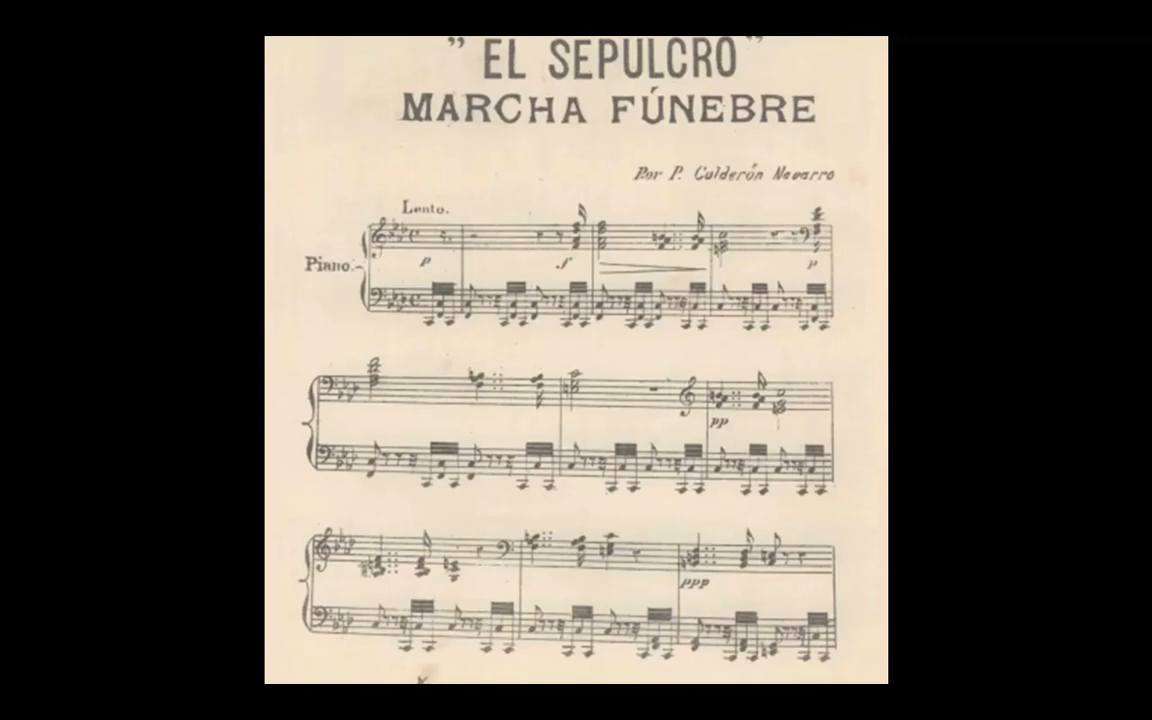 " EL SEPULCRO "
MARCHA FÚNEBRE
Por P. Calderón Navarro
Lento.
Piano.
p
f
p
pp
ppp